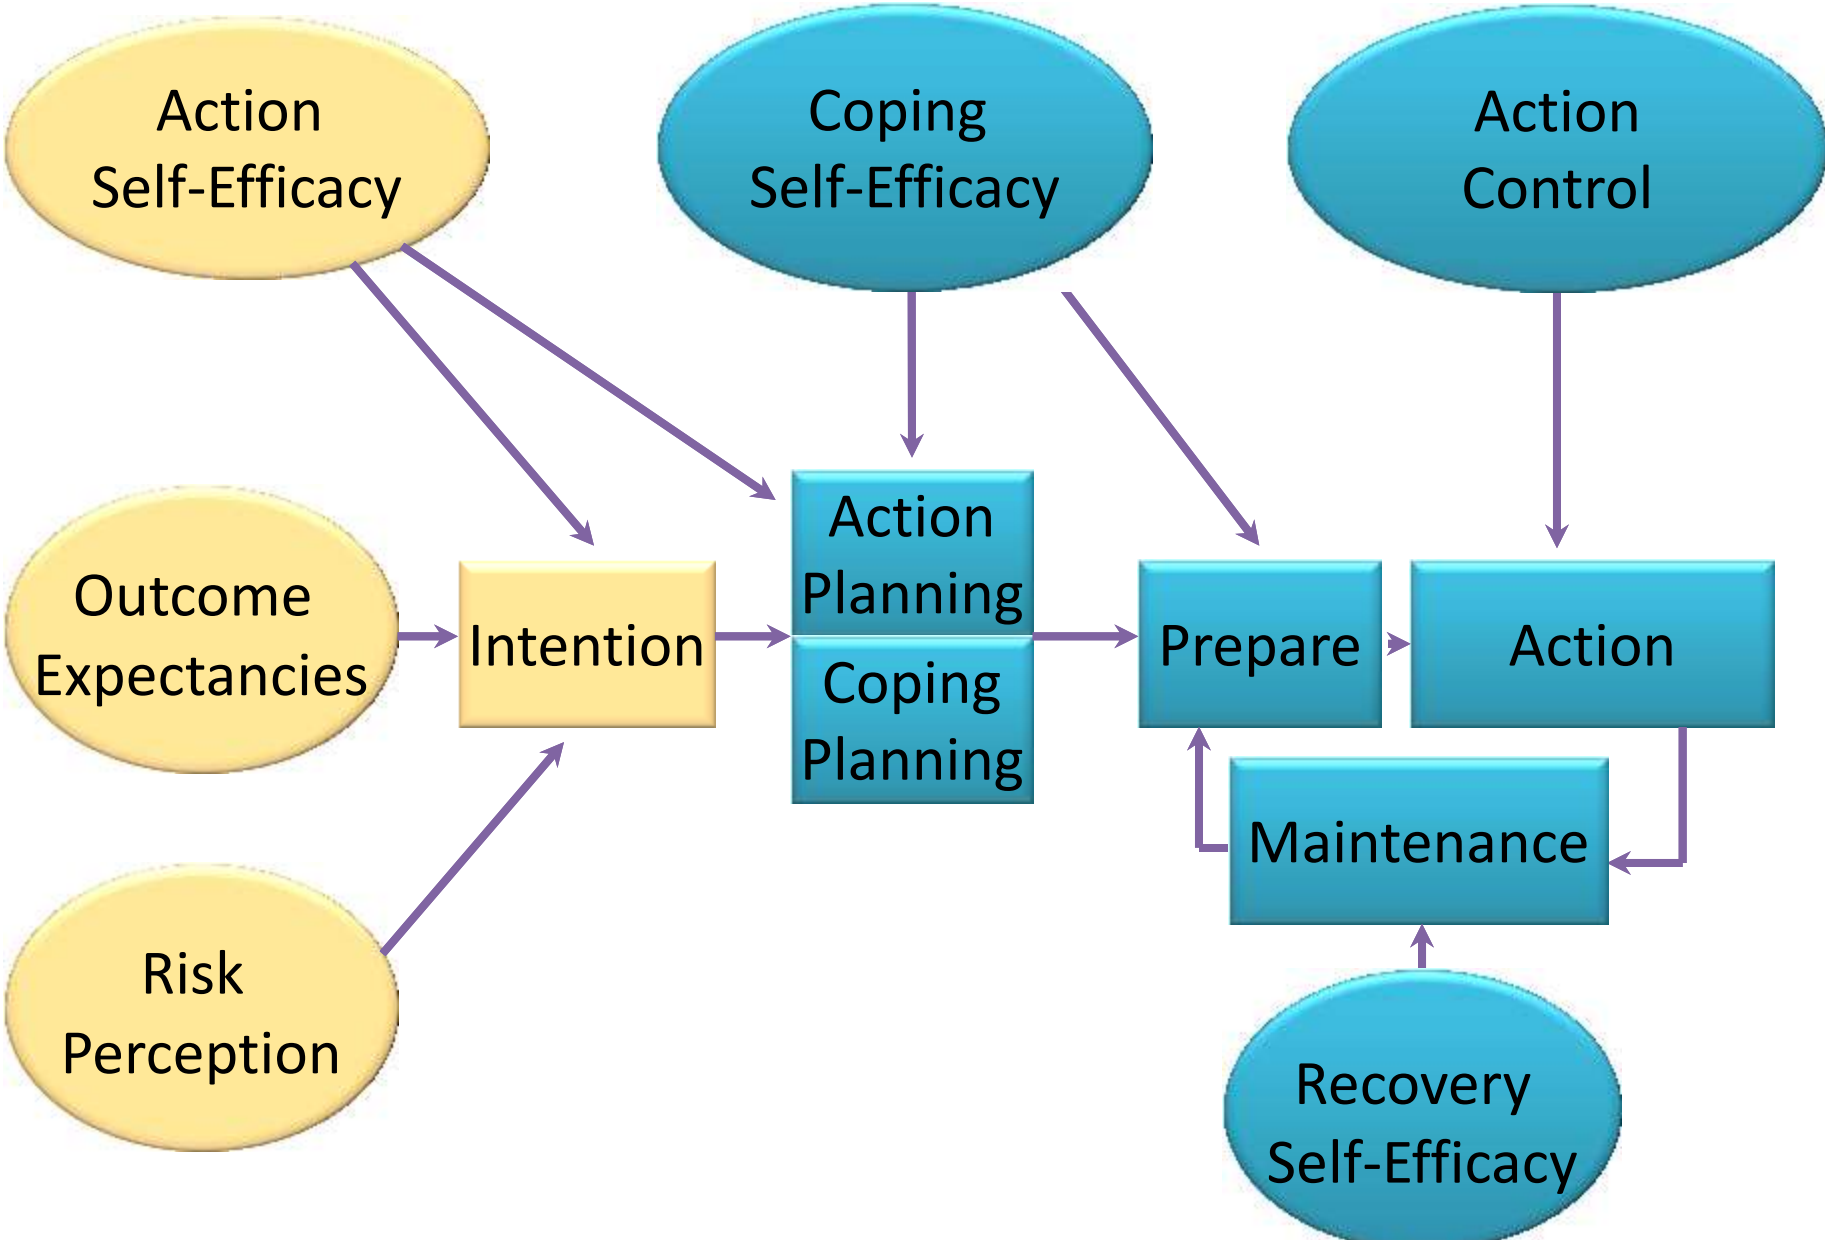 Action
Self-Efficacy
Coping
Self-Efficacy
Action
Control
Outcome
Expectancies
Intention
Action
Planning
Coping
Planning
Prepare
Action
Maintenance
Risk
Perception
Recovery
Self-Efficacy